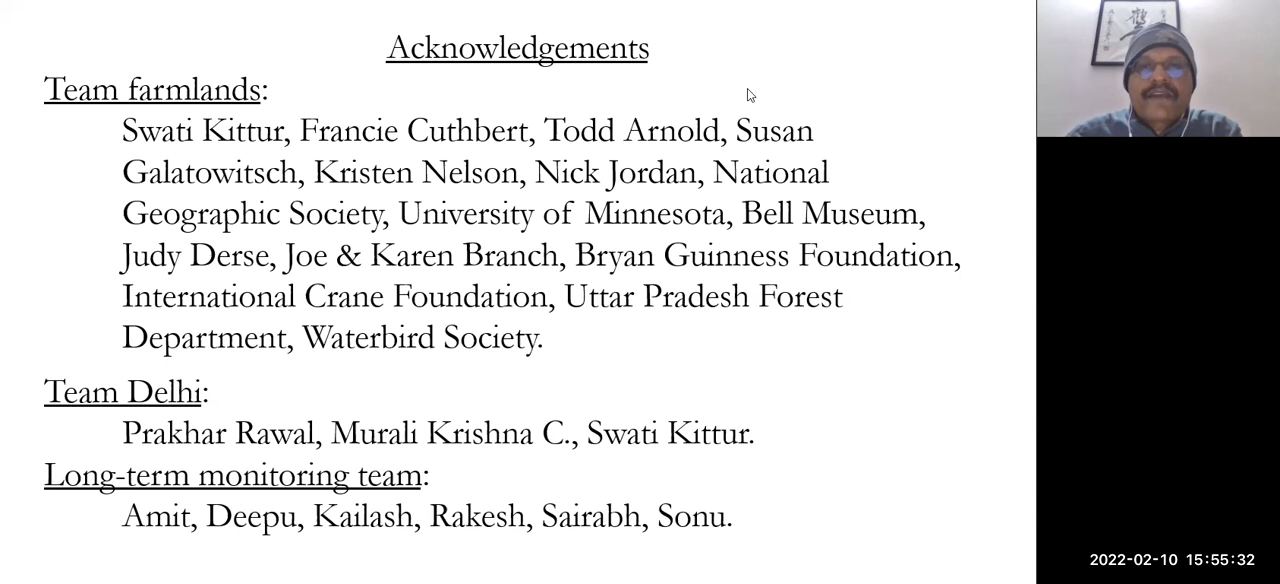 Acknowledgements
Team farmlands:
Swati Kittur, Francie Cuthbert, Todd Arnold, Susan
Galatowitsch, Kristen Nelson, Nick Jordan, National
Geographic Society, University of Minnesota, Bell Museum,
Judy Derse, Joe & Karen Branch, Bryan Guinness Foundation,
International Crane Foundation, Uttar Pradesh Forest
Department, Waterbird Society.
Team Delhi:
Prakhar Rawal, Murali Krishna C., Swati Kittur.
Long-term monitoring team:
Amit, Deepu, Kailash, Rakesh, Sairabh, Sonu.
2022-02-10 15:55:32